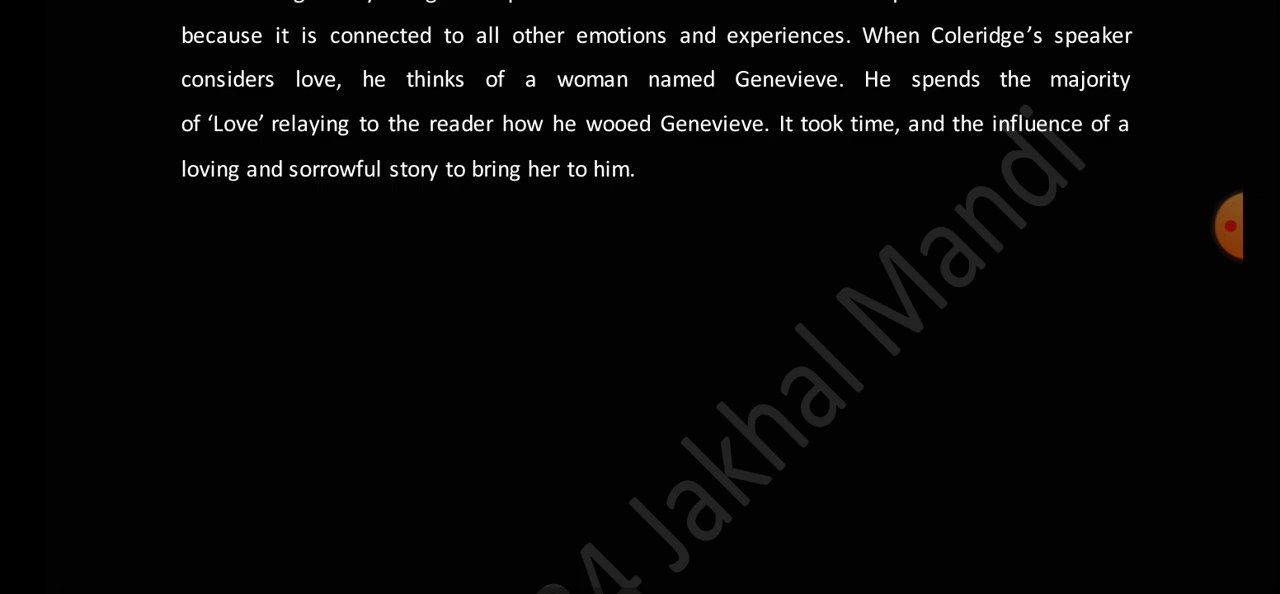 because it is connected to all other emotions and experiences. When Coleridge’s speaker
considers love, he thinks of a woman named Genevieve. He spends the majority
of ‘Love’ relaying to the reader how he wooed Genevieve. It took time, and the influence of a
loving and sorrowful story to bring her to him.
84 Jakhal Mandi